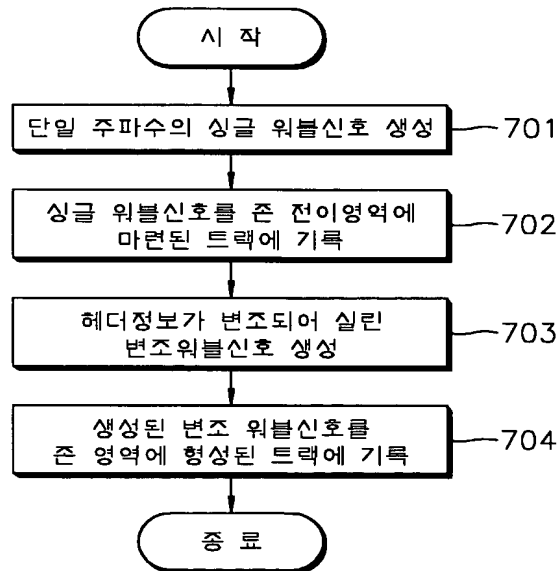 시 작
단일 주파수의 싱글 워블신호 생성
701
싱글 워블신호를 존 전이영역에
마련된 트랙에 기록
702
헤더정보가 변조되어 실린
변조워블신호 생성
703
생성된 변조 워블신호를
존 영역에 형성된 트랙에 기록
704
종 료